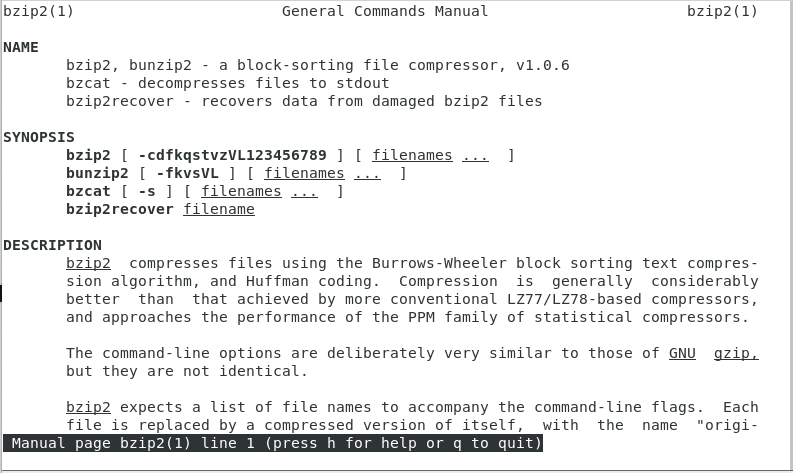 bzip2(1)                       General Commands Manual                      bzip2(1)
NAME
bzip2, bunzip2 - a block-sorting file compressor, v1.0.6
bzcat - decompresses files to stdout
bzip2recover - recovers data from damaged bzip2 files
SYNOPSIS
bzip2 [ -cdfkqstvzVL123456789 ] [ filenames ...  ]
bunzip2 [ -fkvsVL ] [ filenames ...  ]
bzcat [ -s ] [ filenames ...  ]
bzip2recover filename
DESCRIPTION
bzip2  compresses files using the Burrows-Wheeler block sorting text compres-
sion algorithm, and Huffman coding.  Compression  is  generally  considerably
better  than  that achieved by more conventional LZ77/LZ78-based compressors,
and approaches the performance of the PPM family of statistical compressors.
The command-line options are deliberately very similar to those of GNU  gzip,
but they are not identical.
bzip2 expects a list of file names to accompany the command-line flags.  Each
file is replaced by a compressed version of itself,  with  the  name  "origi-
Manual page bzip2(1) line 1 (press h for help or q to quit)